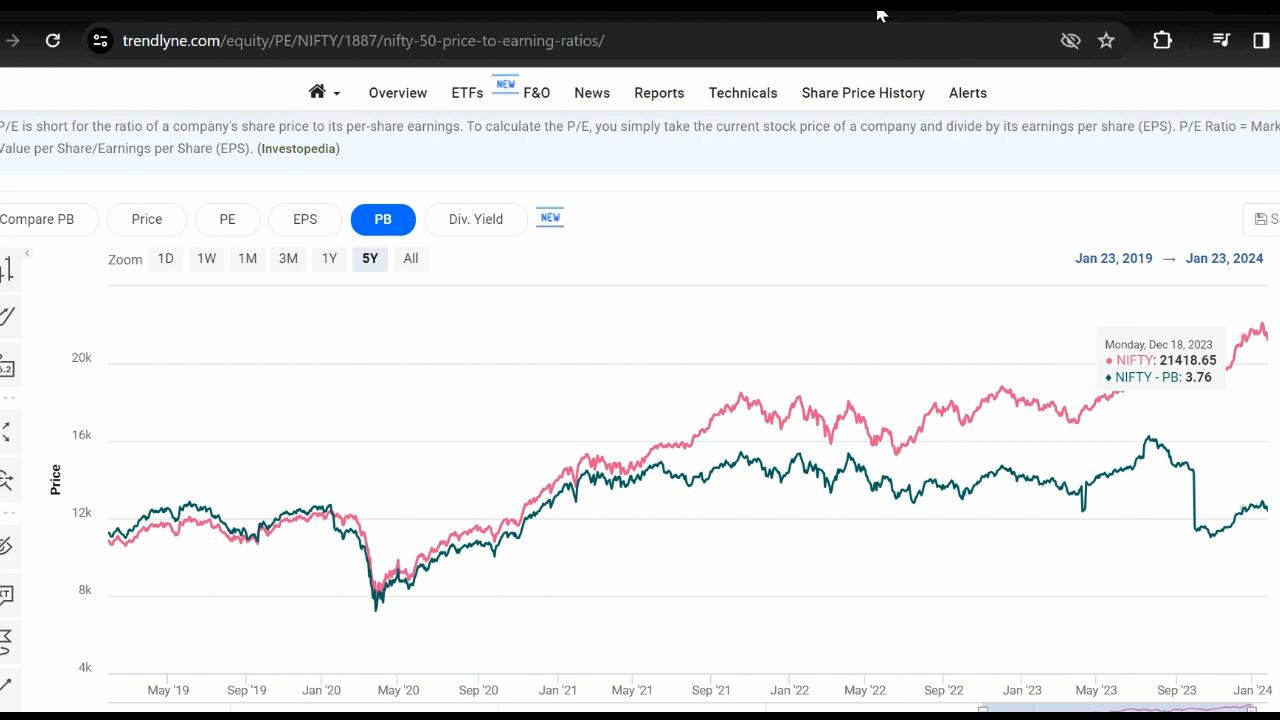 trendlyne.com/equity/PE/NIFTY/1887/nifty-50-price-to-earning-ratios/
Overview ETFs NEW F&O News Reports Technicals Share Price History Alerts
P/E is short for the ratio of a company's share price to its per-share earnings. To calculate the P/E, you simply take the current stock price of a company and divide by its earnings per share (EPS). P/E Ratio = Mark
Value per Share/Earnings per Share (EPS). (Investopedia)
Compare PB Price PE EPS PB Div. Yield NEW S
Zoom 1D 1W 1M 3M 1Y 5Y All Jan 23, 2019 → Jan 23, 2024
Monday, Dec 18, 2023
NIFTY: 21418.65
NIFTY - PB: 3.76
20k
16k
12k
8k
4k
Price
May '19 Sep '19 Jan '20 May '20 Sep '20 Jan '21 May '21 Sep '21 Jan '22 May '22 Sep '22 Jan '23 May '23 Sep '23 Jan '24